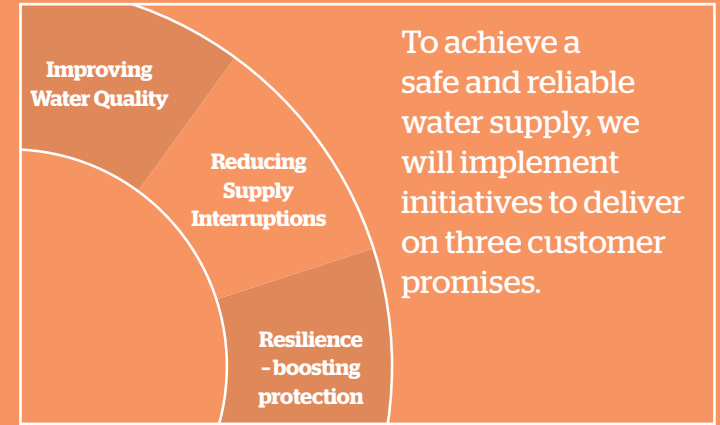 Improving
Water Quality
Reducing
Supply
Interruptions
Resilience
– boosting
protection
To achieve a
safe and reliable
water supply, we
will implement
initiatives to deliver
on three customer
promises.